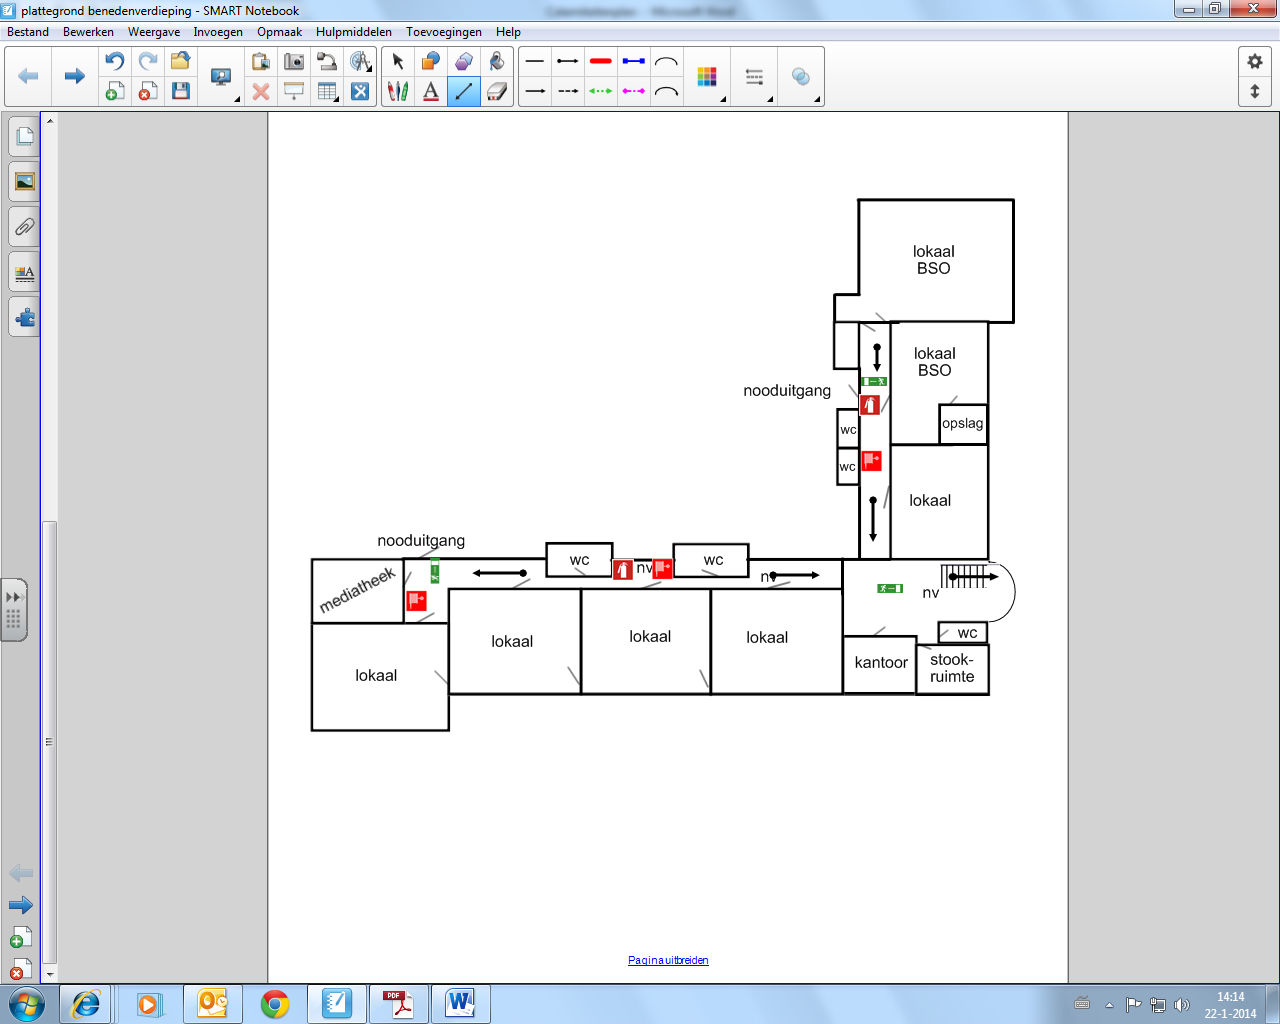 plattegrond benedenverdieping - SMART Notebook
Bestand Bewerken Weergave Invoegen Opmaak Hulpmiddelen Toevoegingen Help
lokaal
BSO
lokaal
BSO
nooduitgang
opslag
wc
wc
lokaal
nooduitgang
wc
nv
wc
nv
mediatheek
nv
wc
lokaal
lokaal
lokaal
lokaal
kantoor
stook-
ruimte
Pagina uitbreiden
PDF
14:14
22-1-2014